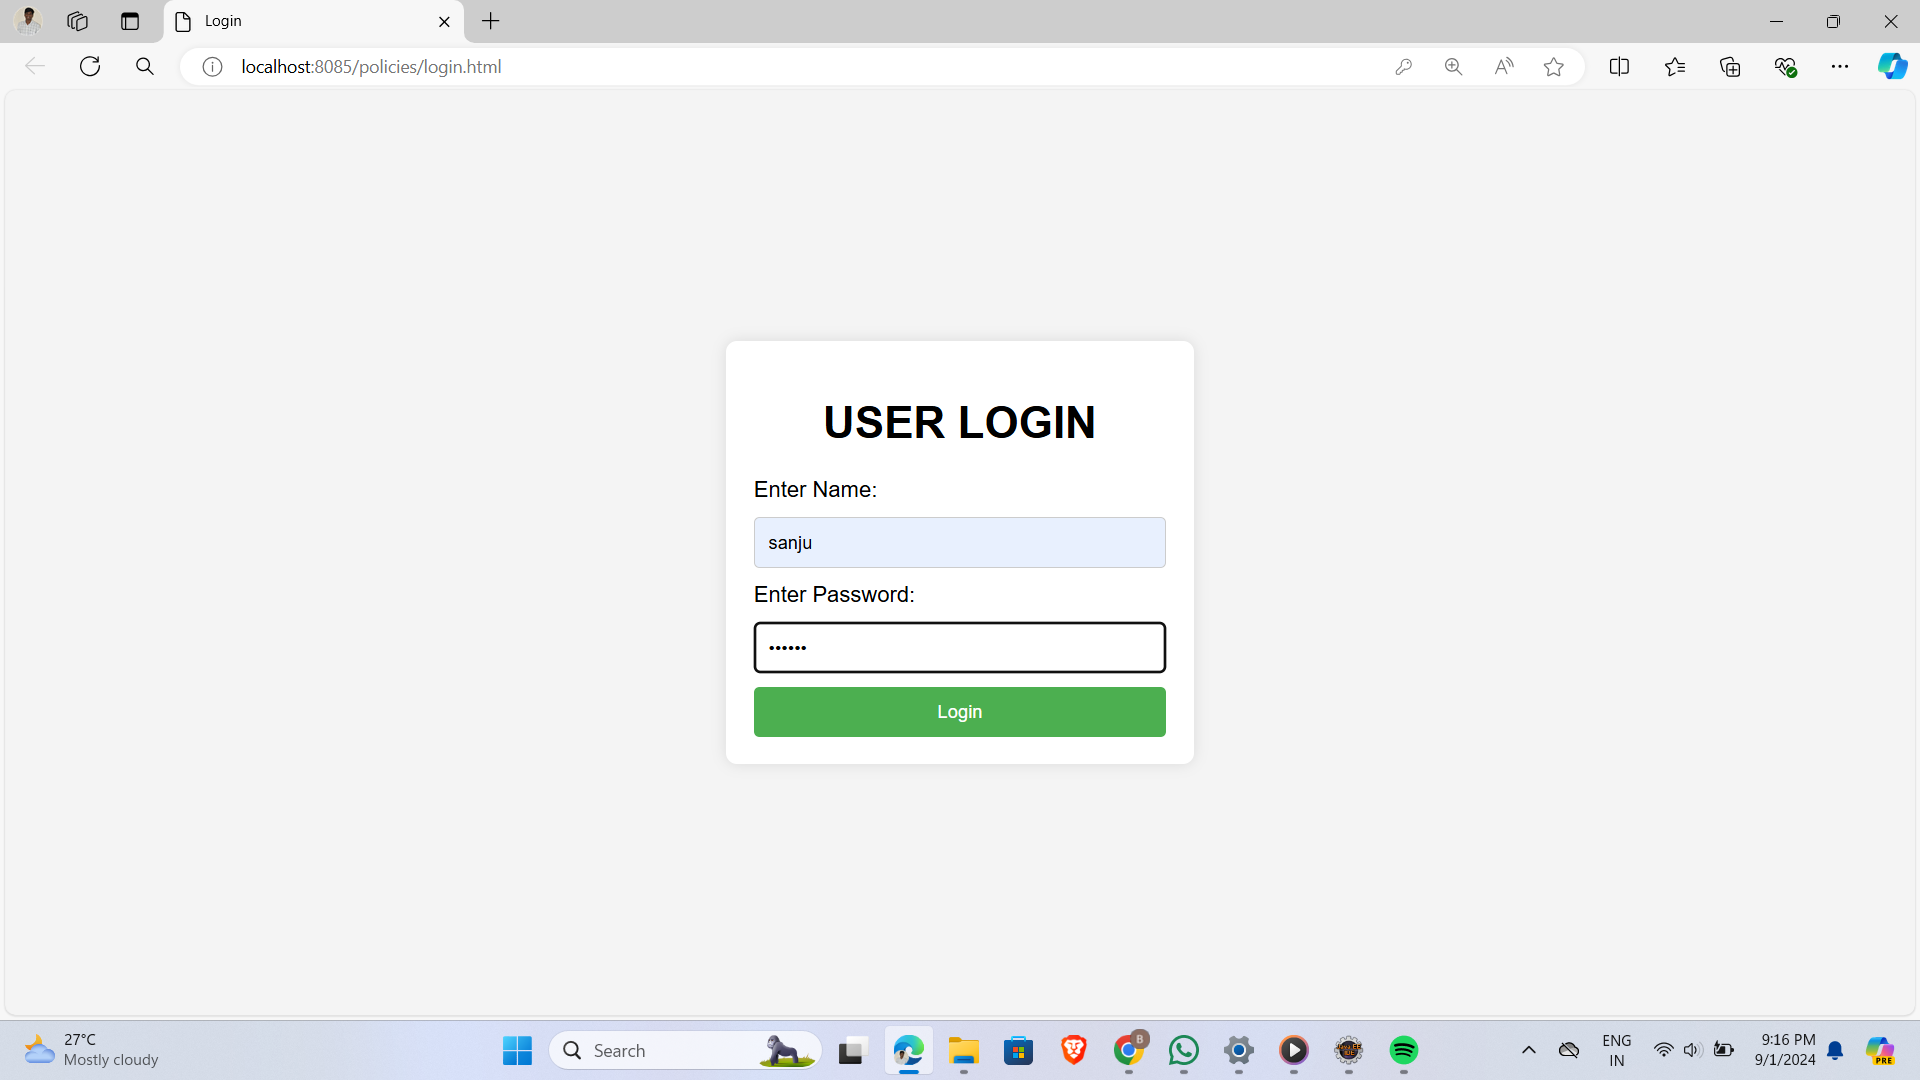 Login
localhost:8085/policies/login.html
USER LOGIN
Enter Name:
sanju
Enter Password:
••••••
Login
27°C
Mostly cloudy
Search
B
ENG
IN
9:16 PM
9/1/2024
PRE